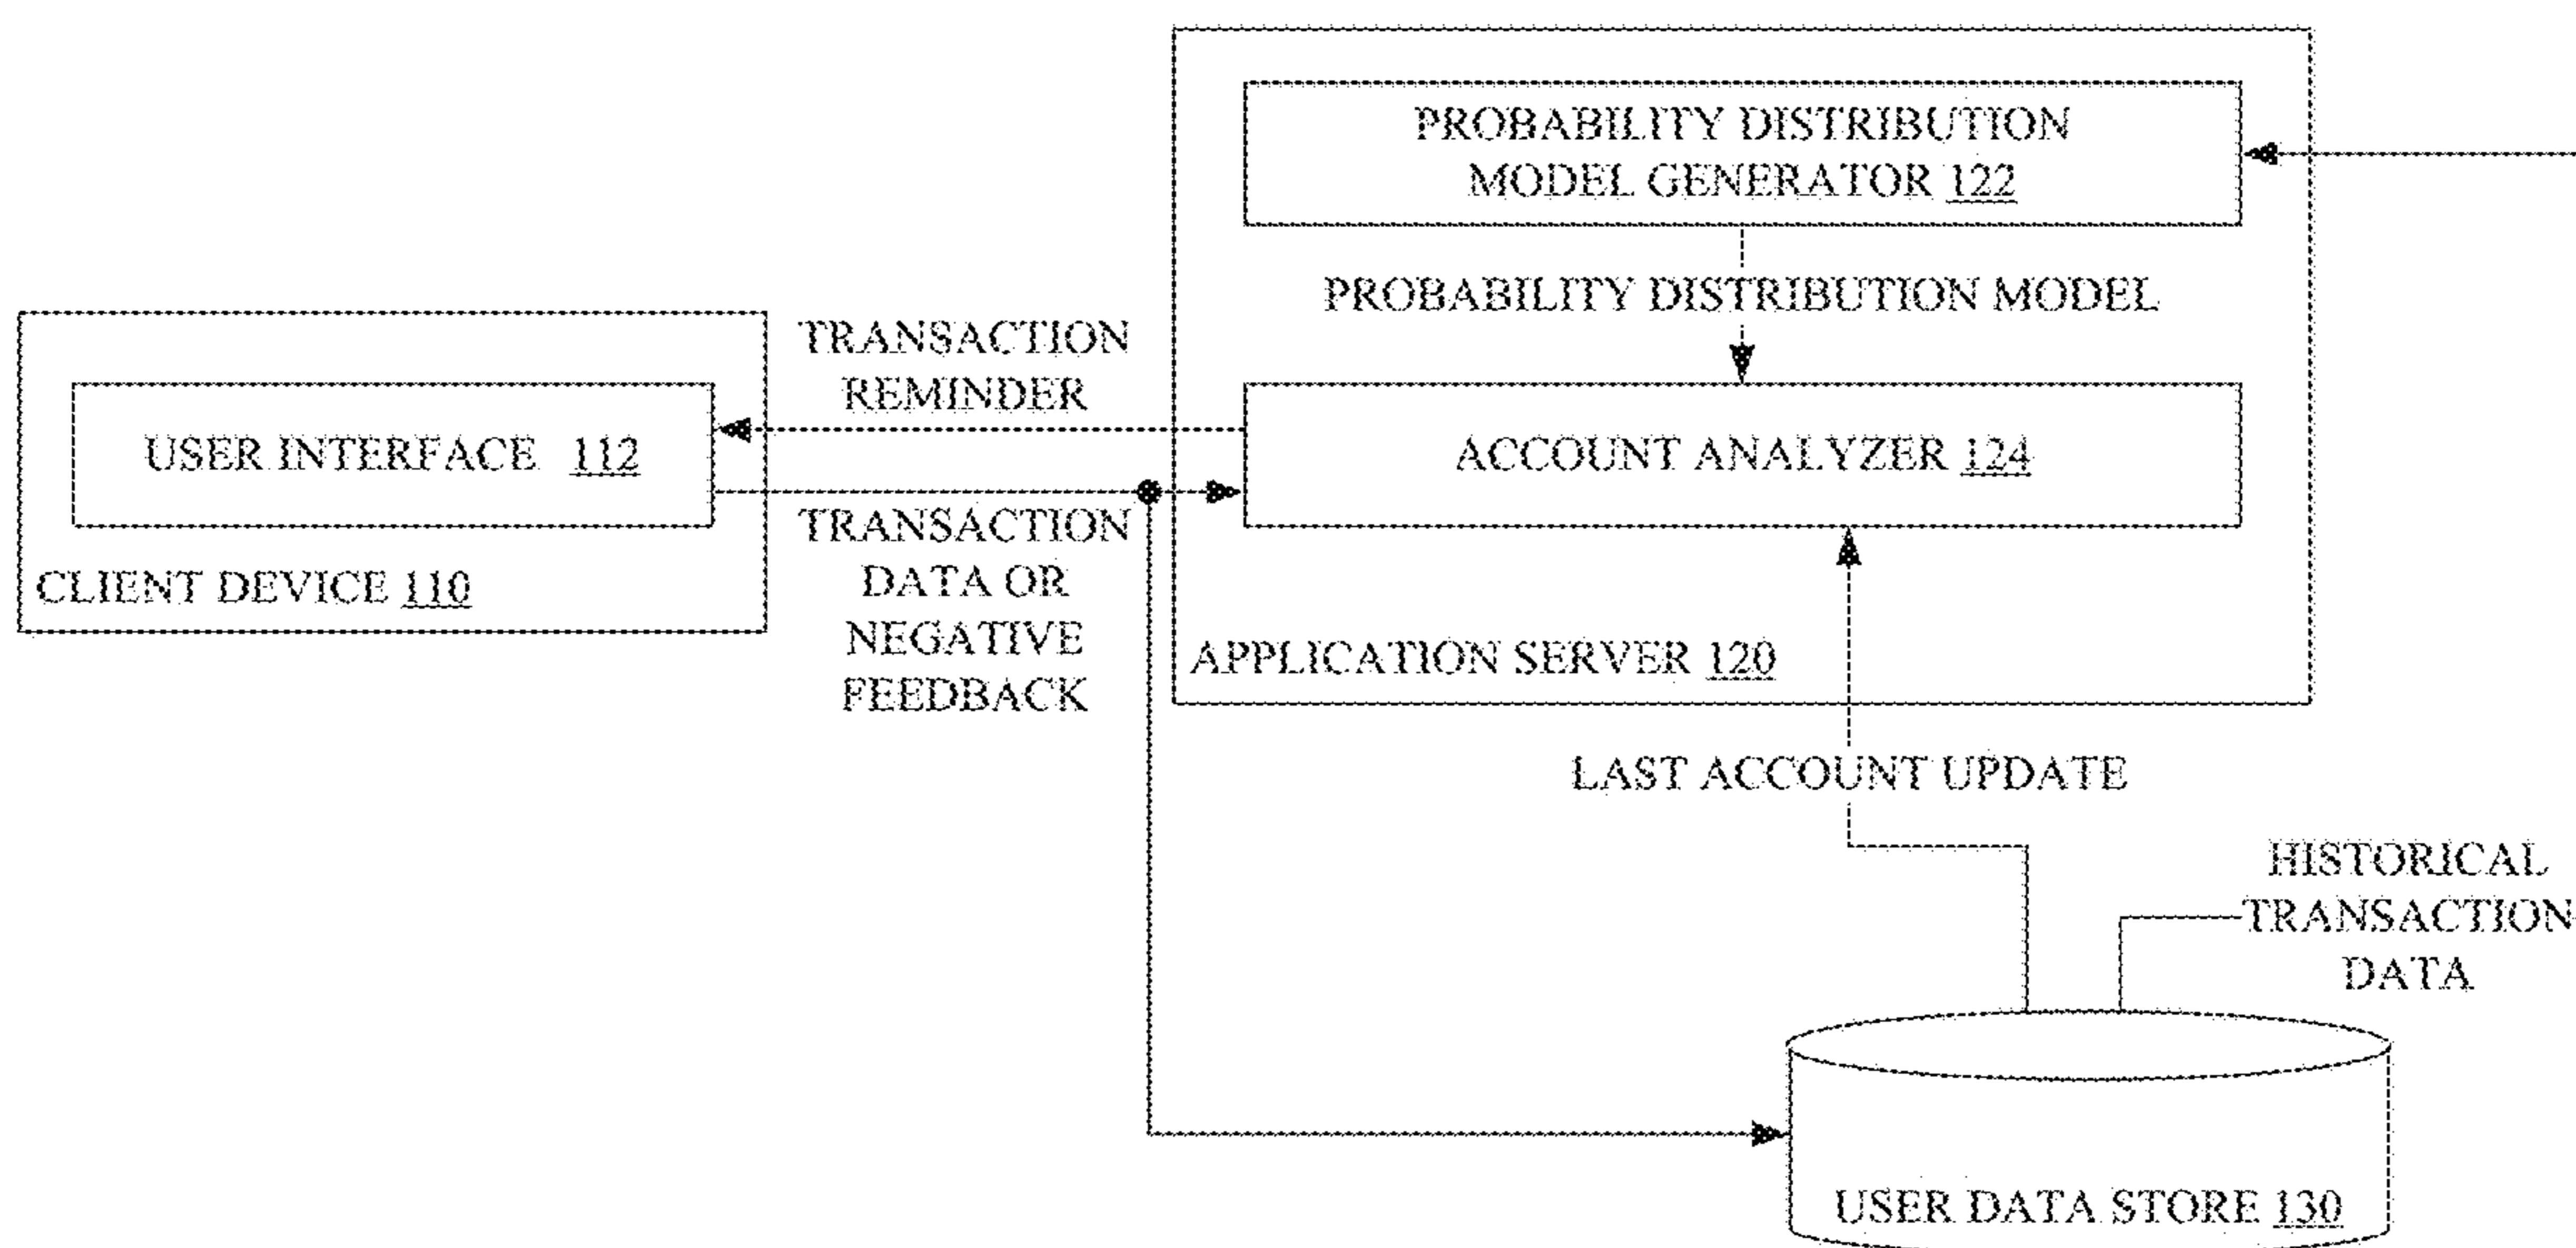 PROBABILITY DISTRIBUTION
MODEL GENERATOR 122
PROBABILITY DISTRIBUTION MODEL
TRANSACTION
REMINDER
USER INTERFACE 112
ACCOUNT ANALYZER 124
TRANSACTION
DATA OR
NEGATIVE
FEEDBACK
CLIENT DEVICE 110
APPLICATION SERVER 120
LAST ACCOUNT UPDATE
HISTORICAL
TRANSACTION
DATA
USER DATA STORE 130